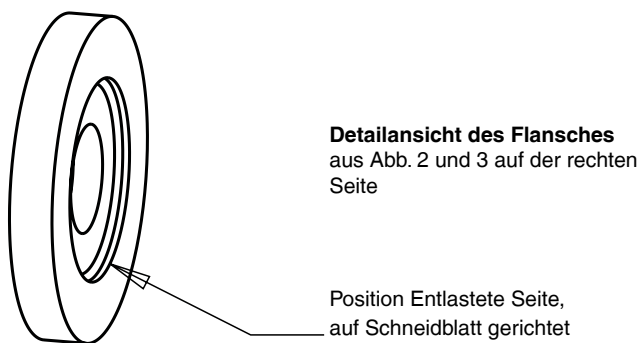 Detailansicht des Flansches
aus Abb. 2 und 3 auf der rechten
Seite
Position Entlastete Seite,
auf Schneidblatt gerichtet